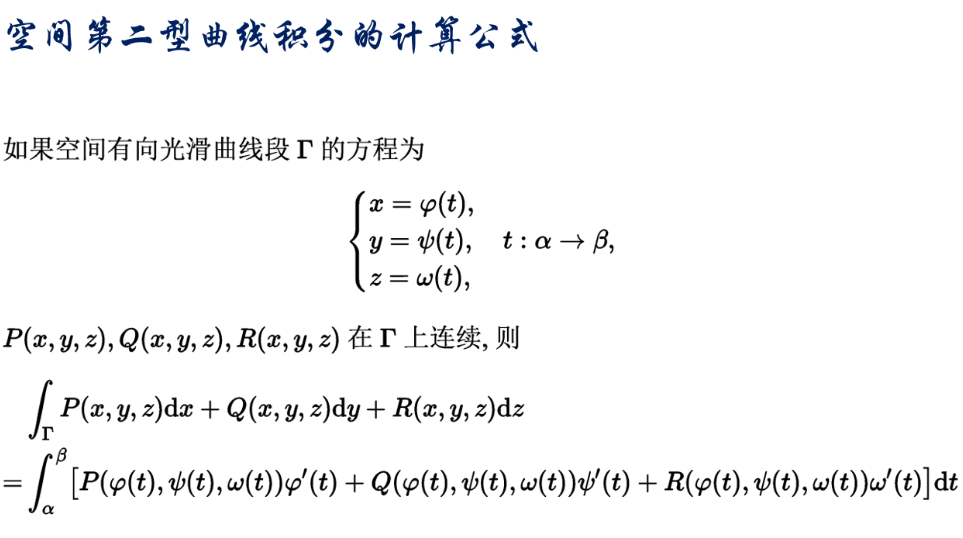 空间第二型曲线积分的计算公式
如果空间有向光滑曲线段 Γ 的方程为
x = φ(t),
y = ψ(t), t : α → β,
z = ω(t),
P(x, y, z), Q(x, y, z), R(x, y, z) 在 Γ 上连续, 则
∫_Γ P(x, y, z)dx + Q(x, y, z)dy + R(x, y, z)dz
= ∫_α^β [P(φ(t), ψ(t), ω(t))φ′(t) + Q(φ(t), ψ(t), ω(t))ψ′(t) + R(φ(t), ψ(t), ω(t))ω′(t)]dt